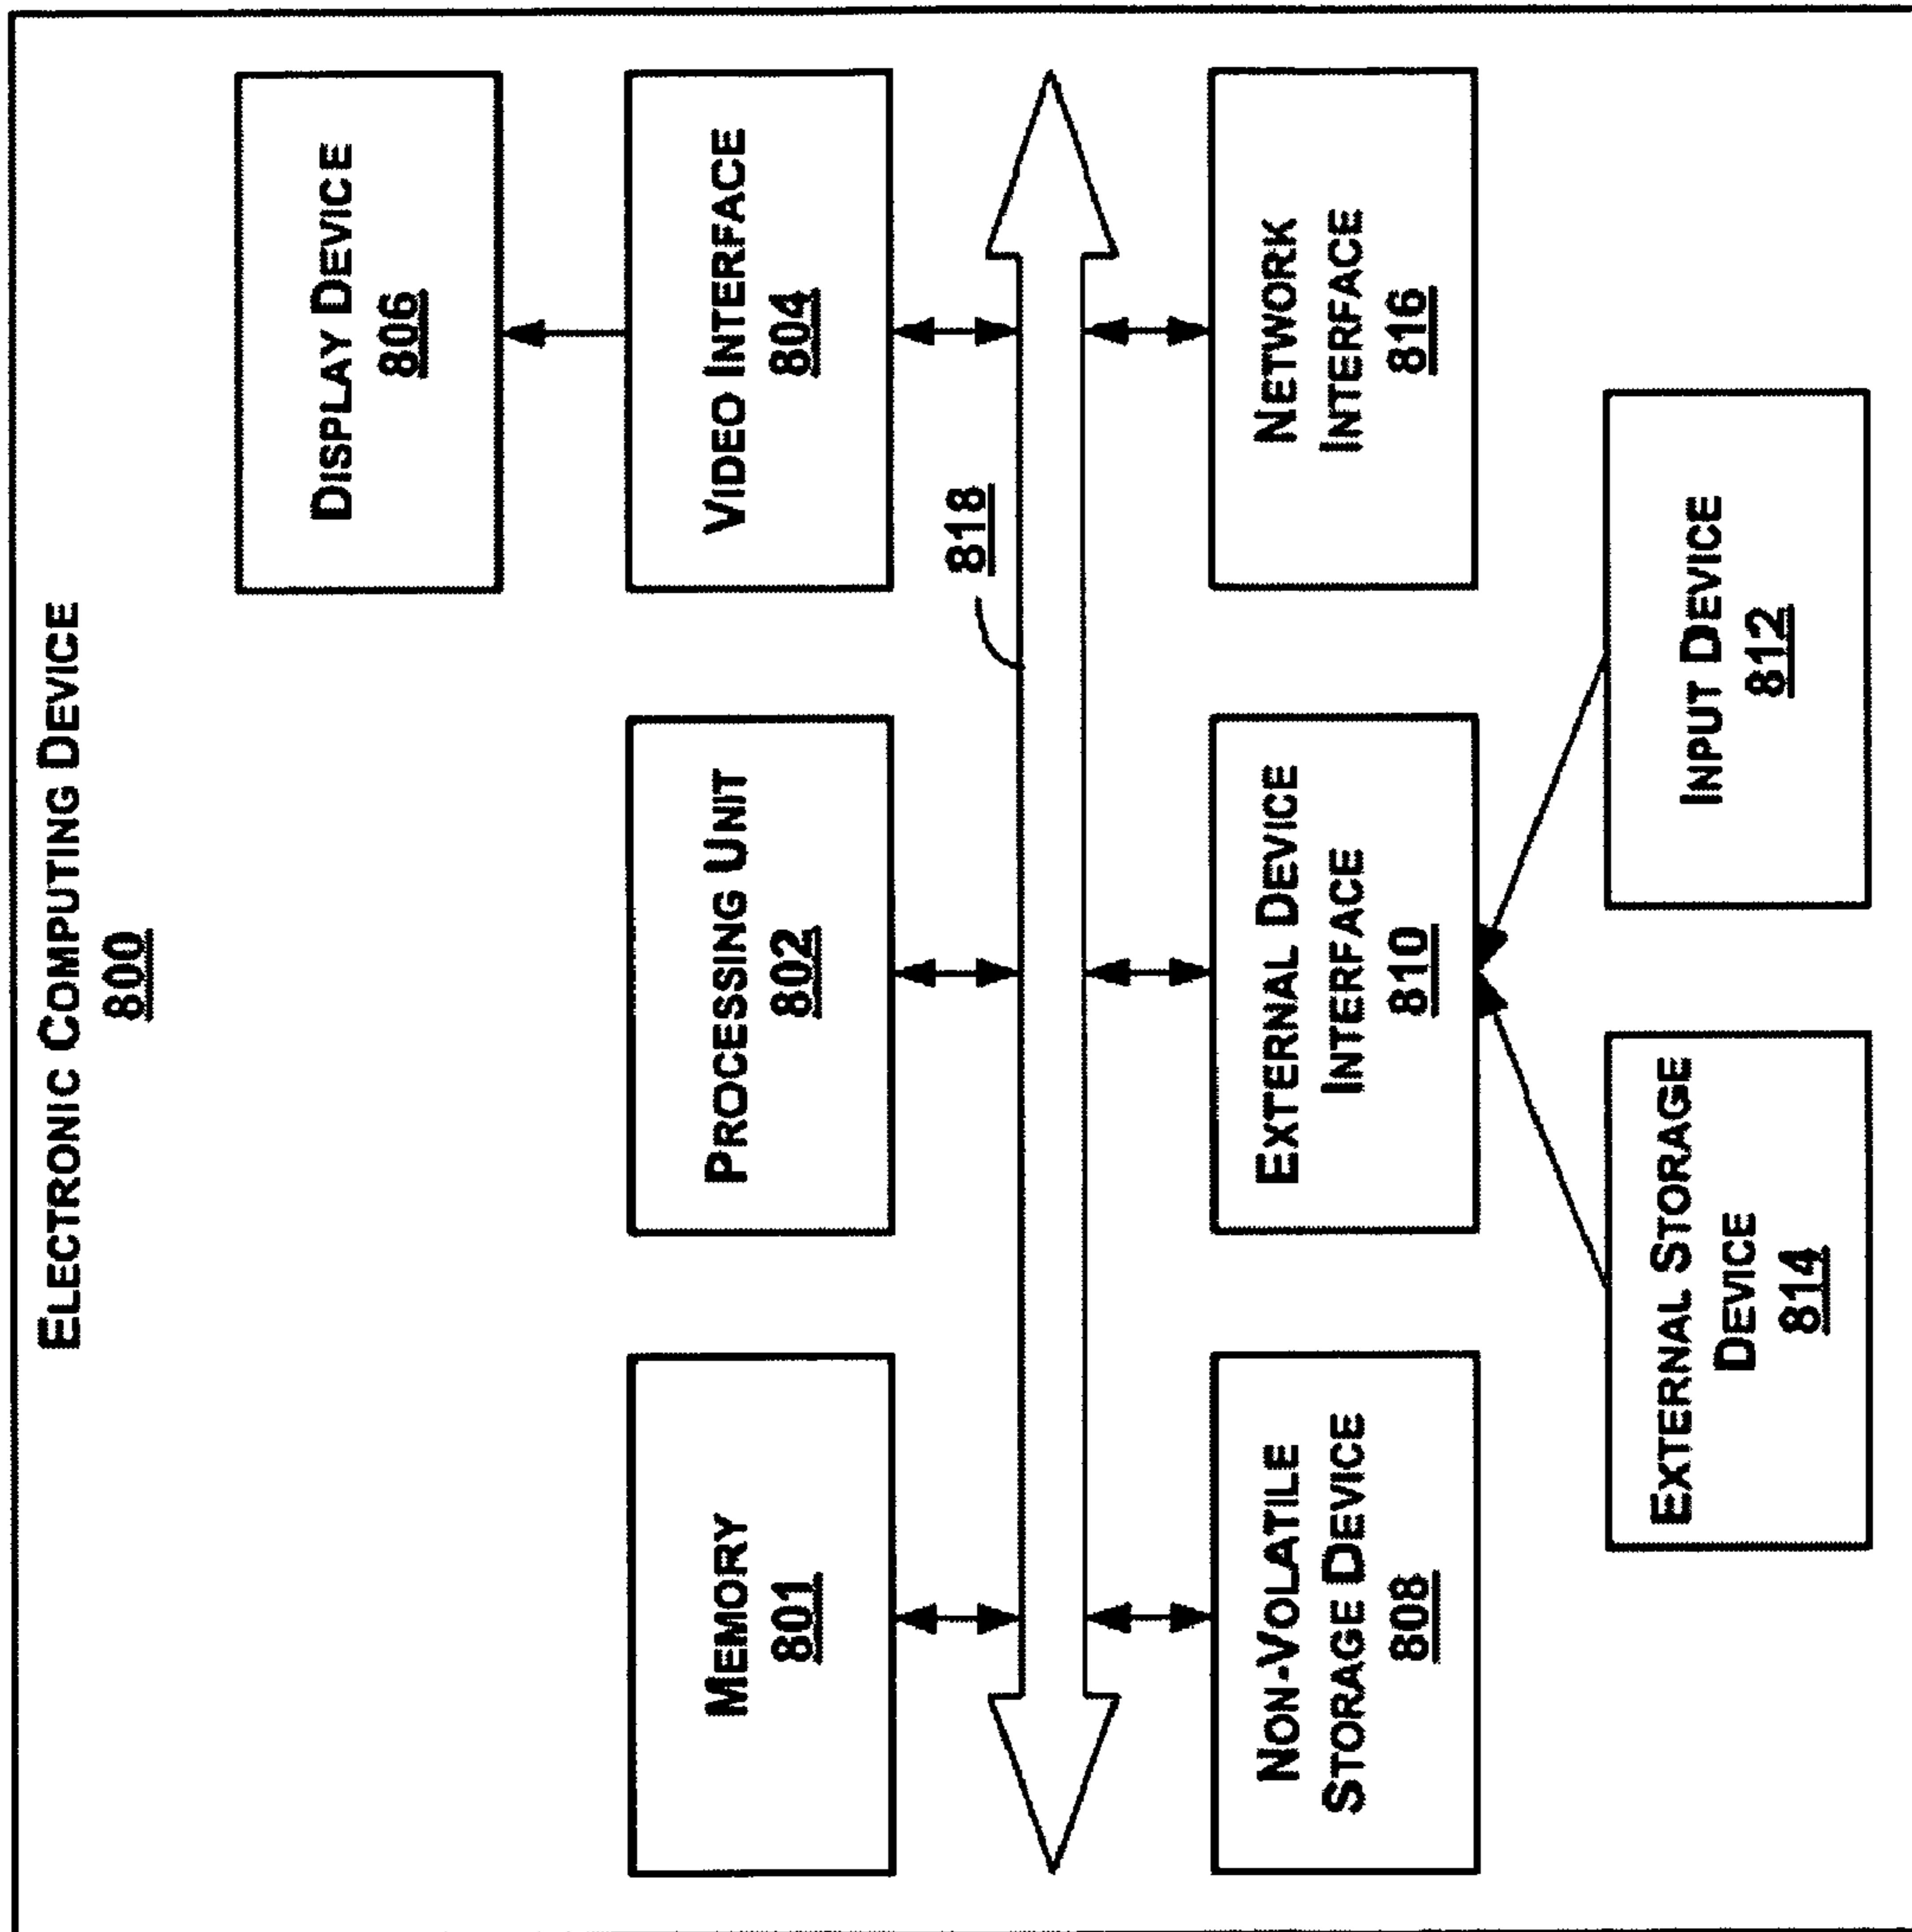 ELECTRONIC COMPUTING DEVICE
800
DISPLAY DEVICE
806
MEMORY
801
PROCESSING UNIT
802
VIDEO INTERFACE
804
818
NON-VOLATILE
STORAGE DEVICE
808
EXTERNAL DEVICE
INTERFACE
810
NETWORK
INTERFACE
816
EXTERNAL STORAGE
DEVICE
814
INPUT DEVICE
812